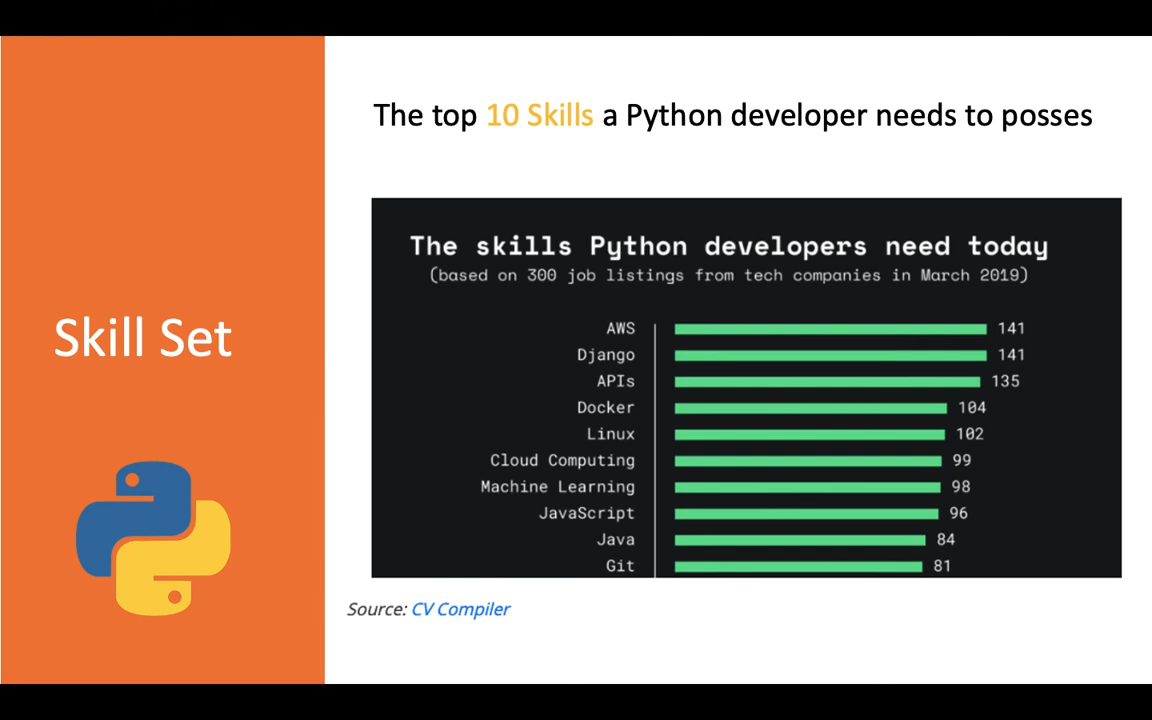 The top 10 Skills a Python developer needs to posses
The skills Python developers need today
(based on 300 job listings from tech companies in March 2019)
AWS 141
Django 141
APIs 135
Docker 104
Linux 102
Cloud Computing 99
Machine Learning 98
JavaScript 96
Java 84
Git 81
Skill Set
Source: CV Compiler